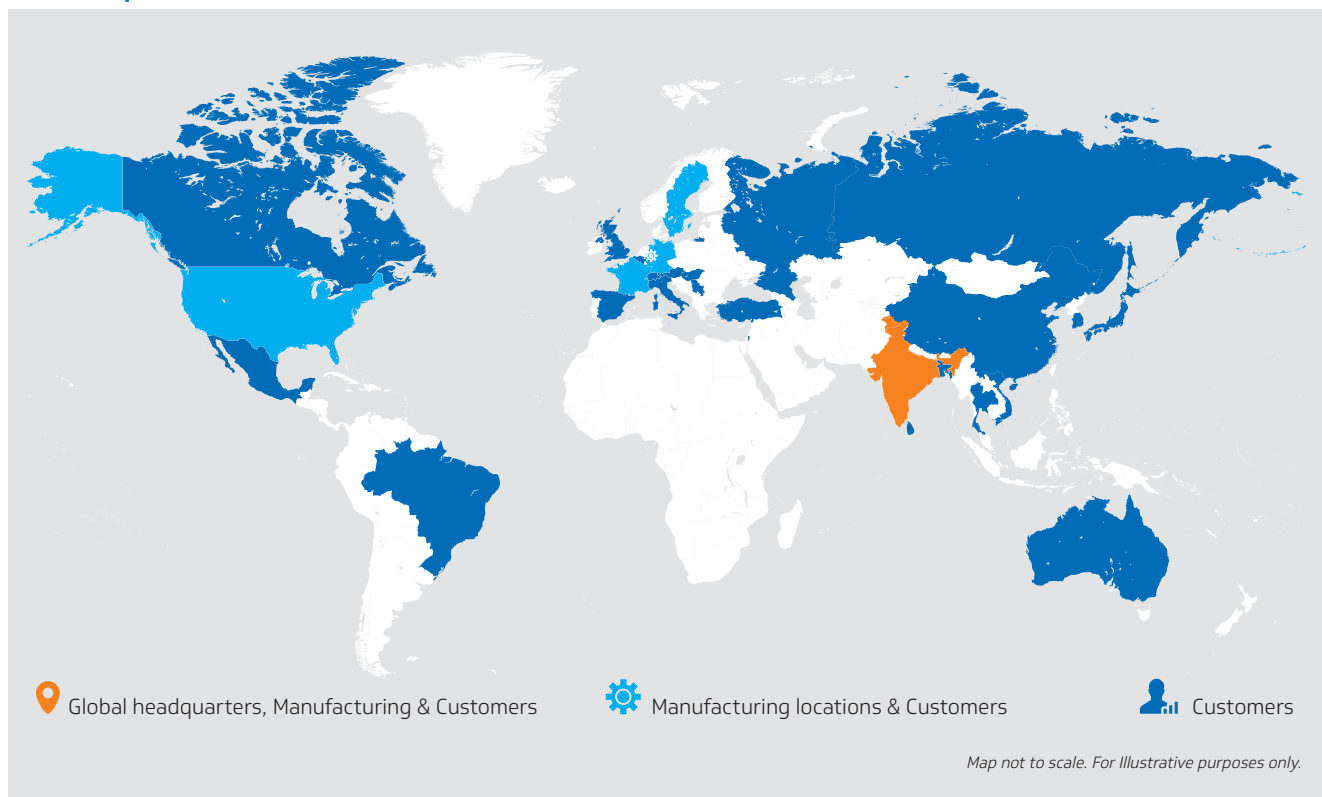 Global headquarters, Manufacturing & Customers
Manufacturing locations & Customers
Customers
Map not to scale. For Illustrative purposes only.